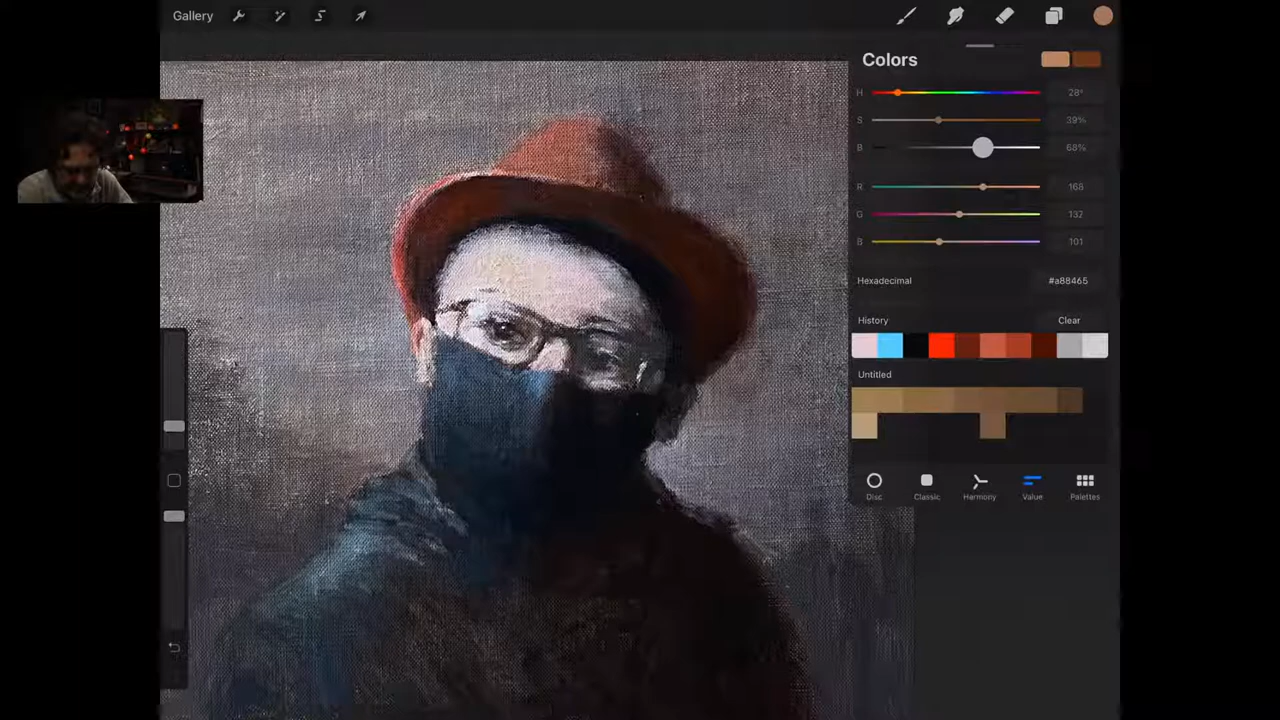 Gallery
Colors
H 28°
S 39%
B 68%
R 168
G 132
B 101
Hexadecimal #a88465
History Clear
Untitled
Disc Classic Harmony Value Palettes